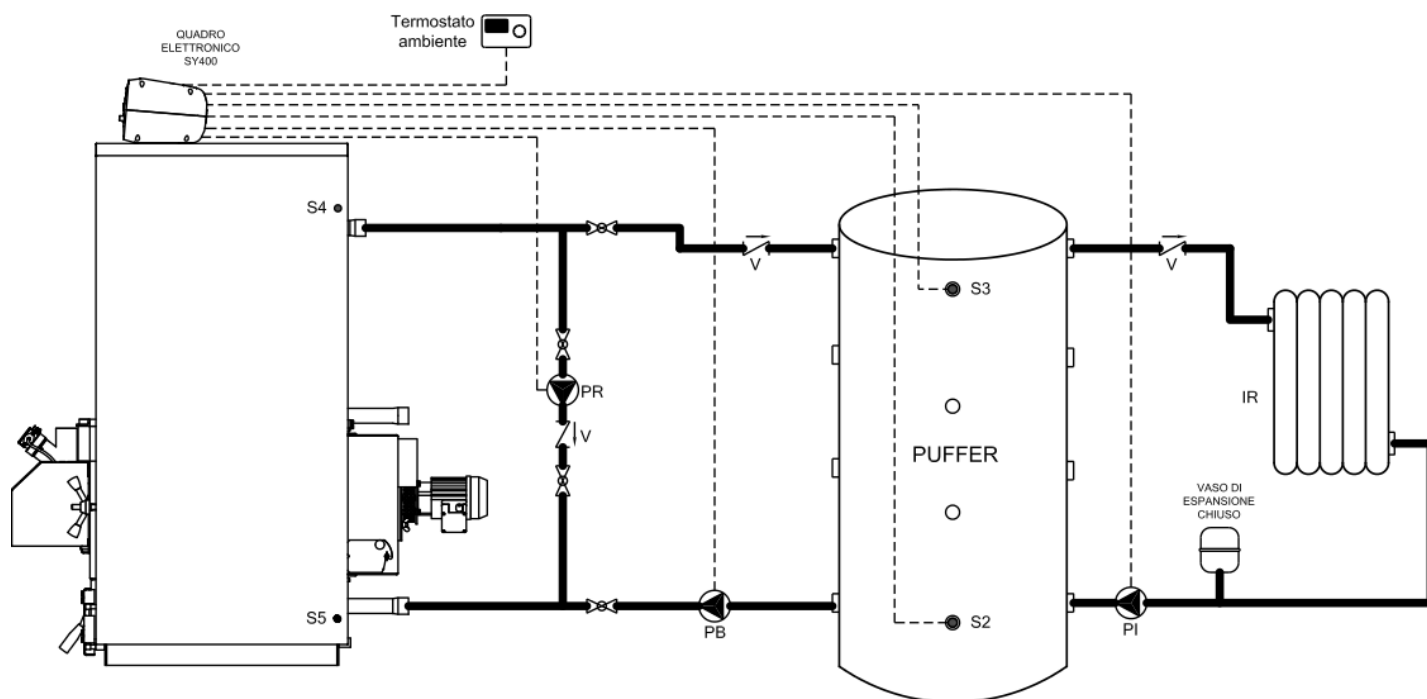 Termostato
ambiente
QUADRO
ELETTRONICO
SY400
S4
V
V
S3
PR
IR
V
PUFFER
VASO DI
ESPANSIONE
CHIUSO
S5
PB
S2
PI